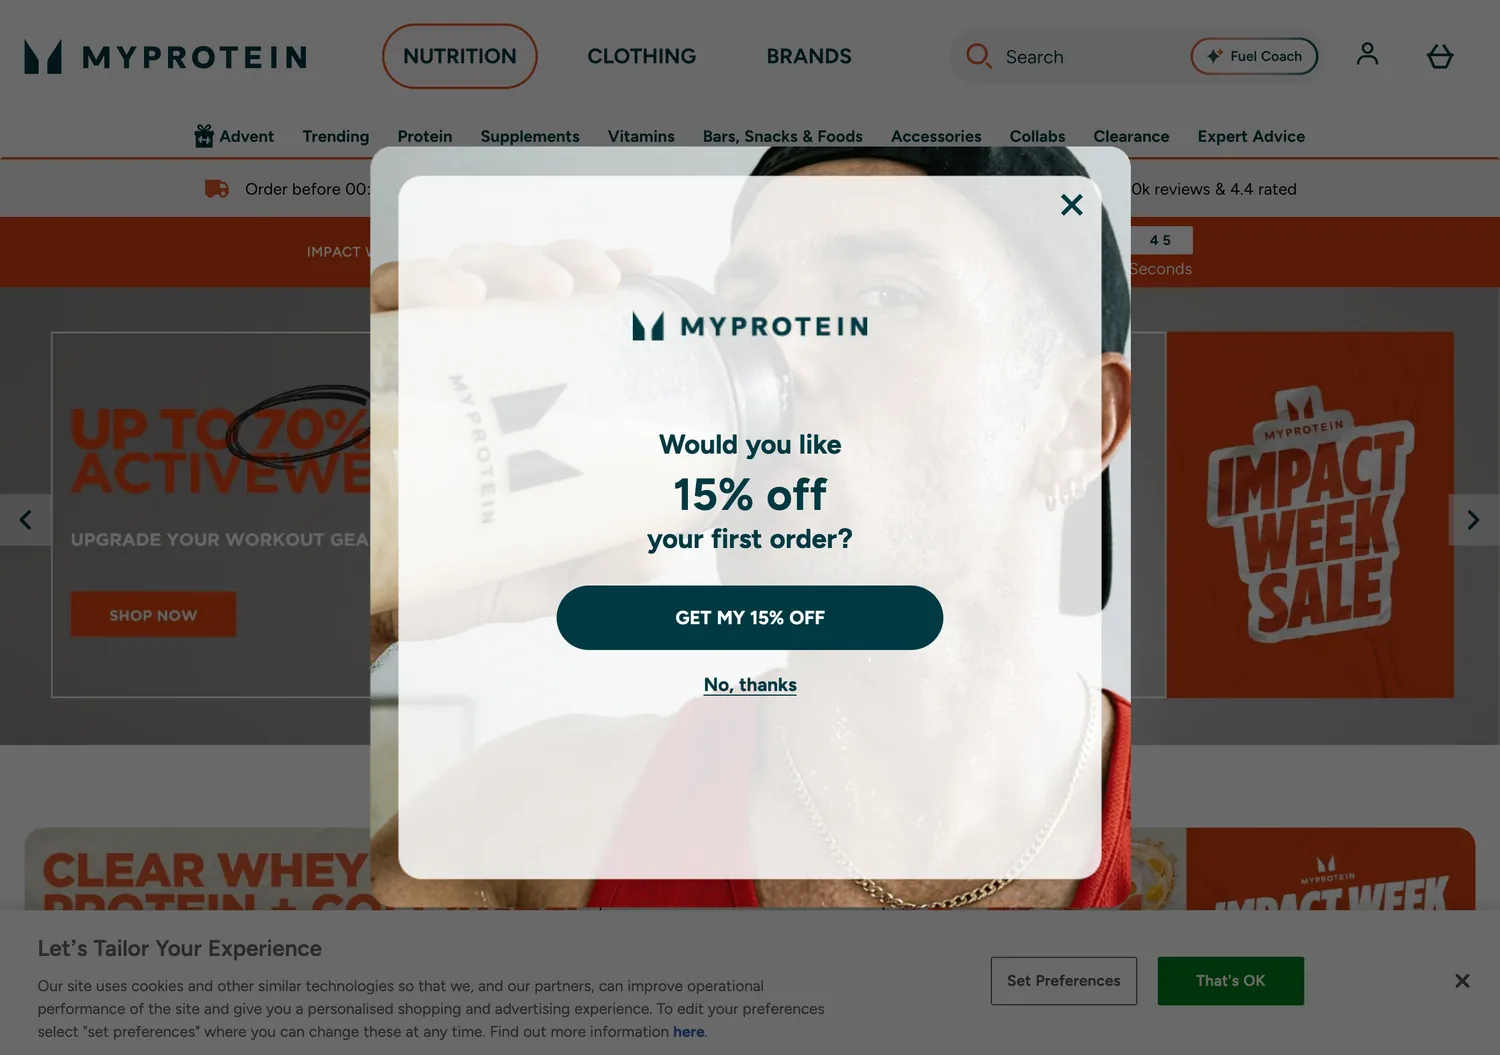 MYPROTEIN
NUTRITION
CLOTHING
BRANDS
Search
Fuel Coach
Advent
Trending
Protein
Supplements
Vitamins
Bars, Snacks & Foods
Accessories
Collabs
Clearance
Expert Advice
Order before 00:
0k reviews & 4.4 rated
IMPACT
4 5
Seconds
UP TO 70%
ACTIVEWE
UPGRADE YOUR WORKOUT GEA
SHOP NOW
MYPROTEIN
IMPACT
WEEK
SALE
MYPROTEIN
MYPROTEIN
Would you like
15% off
your first order?
GET MY 15% OFF
No, thanks
CLEAR WHEY
PROTEIN +
MYPROTEIN
IMPACT WEEK
Let's Tailor Your Experience
Our site uses cookies and other similar technologies so that we, and our partners, can improve operational
performance of the site and give you a personalised shopping and advertising experience. To edit your preferences
select "set preferences" where you can change these at any time. Find out more information here.
Set Preferences
That's OK